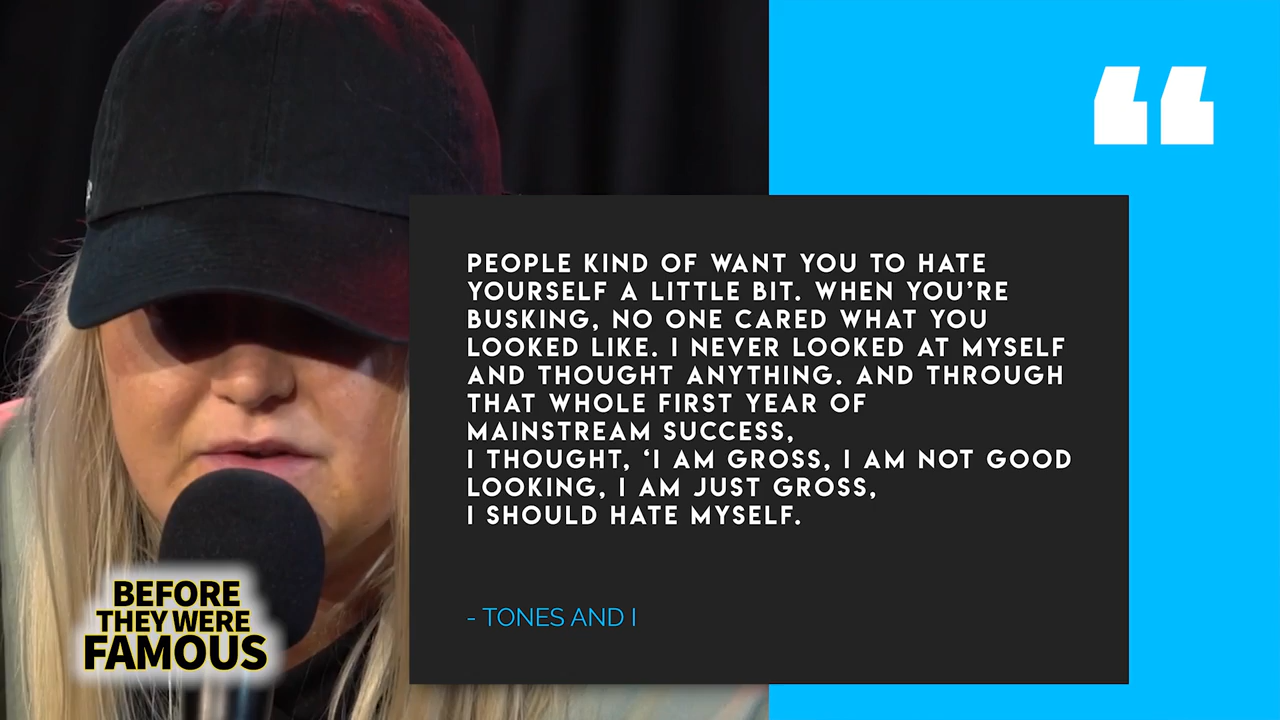 PEOPLE KIND OF WANT YOU TO HATE
YOURSELF A LITTLE BIT. WHEN YOU’RE
BUSKING, NO ONE CARED WHAT YOU
LOOKED LIKE. I NEVER LOOKED AT MYSELF
AND THOUGHT ANYTHING. AND THROUGH
THAT WHOLE FIRST YEAR OF
MAINSTREAM SUCCESS,
I THOUGHT, ‘I AM GROSS, I AM NOT GOOD
LOOKING, I AM JUST GROSS,
I SHOULD HATE MYSELF.
- TONES AND I
BEFORE
THEY WERE
FAMOUS